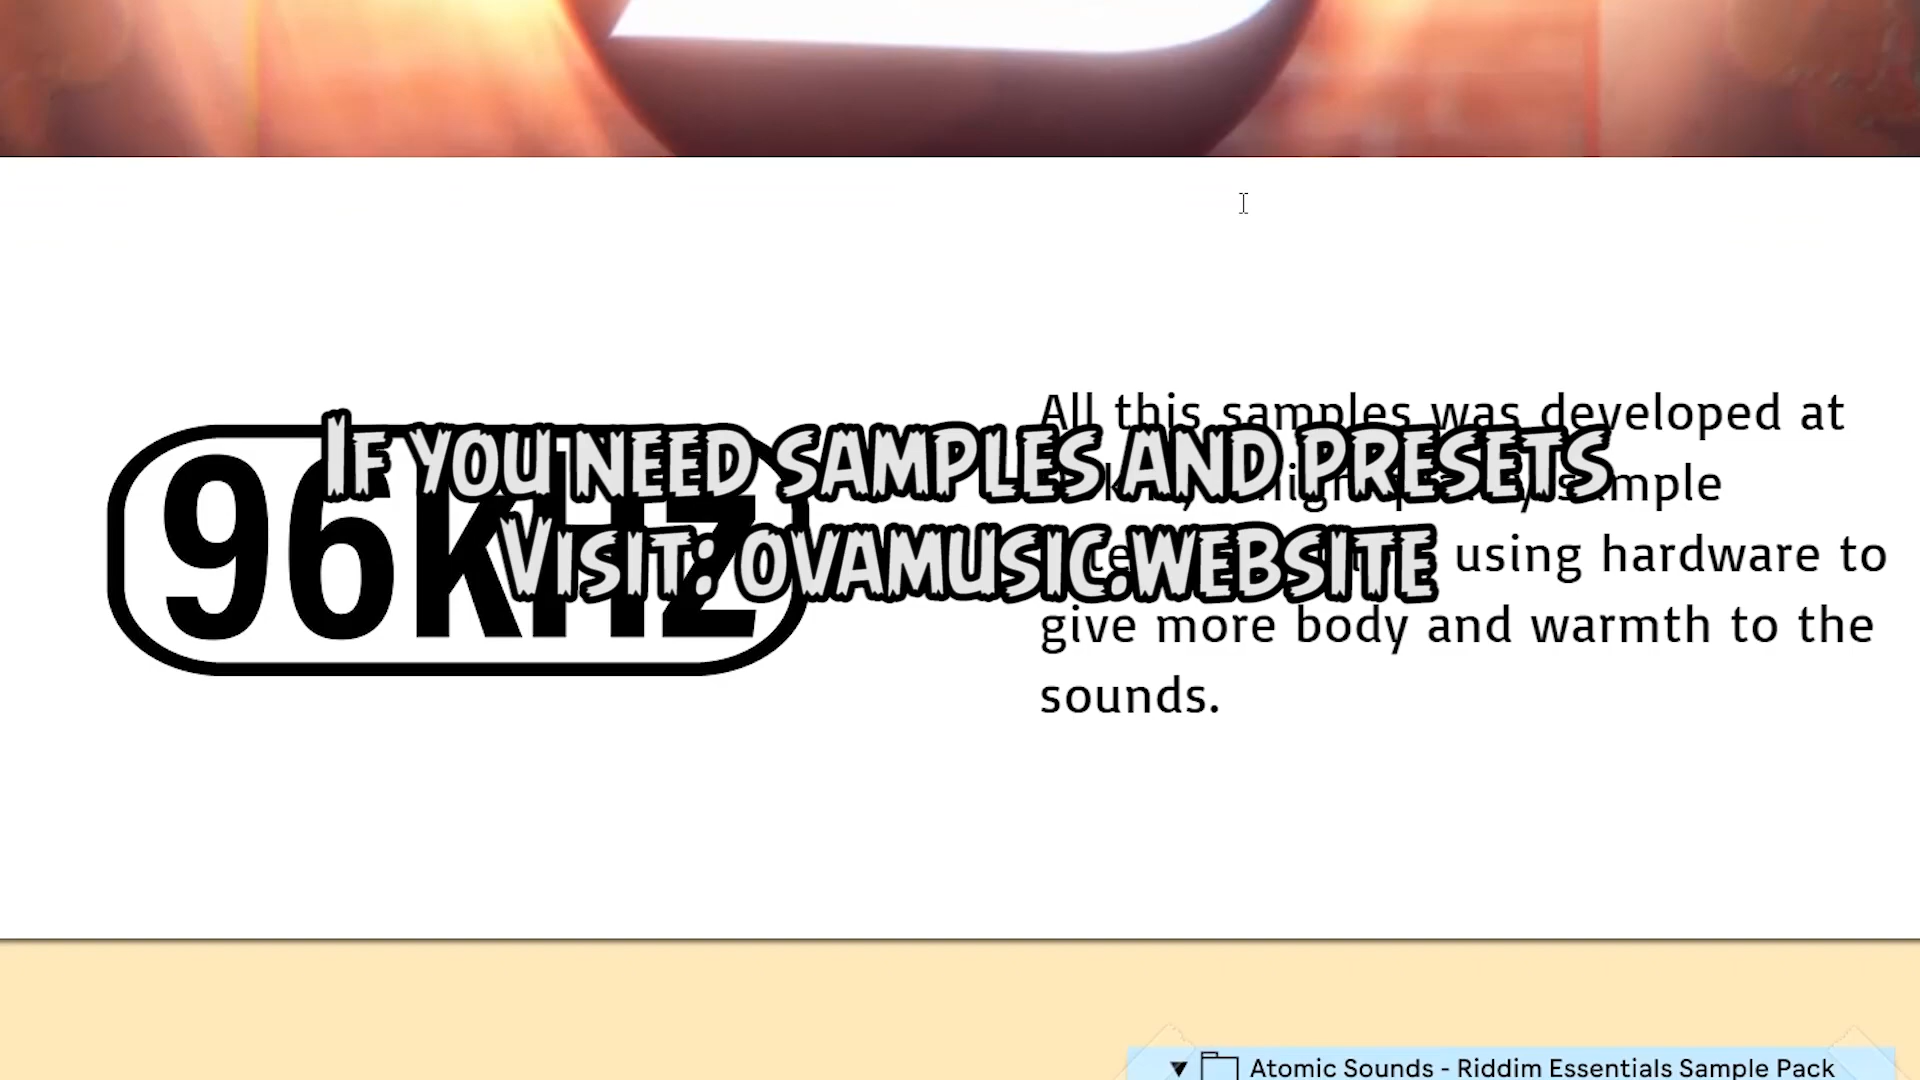 96kHz
If you need samples and presets
Visit: ovamusic.website
All this samples was developed at
sample
using hardware to
give more body and warmth to the
sounds.
Atomic Sounds - Riddim Essentials Sample Pack